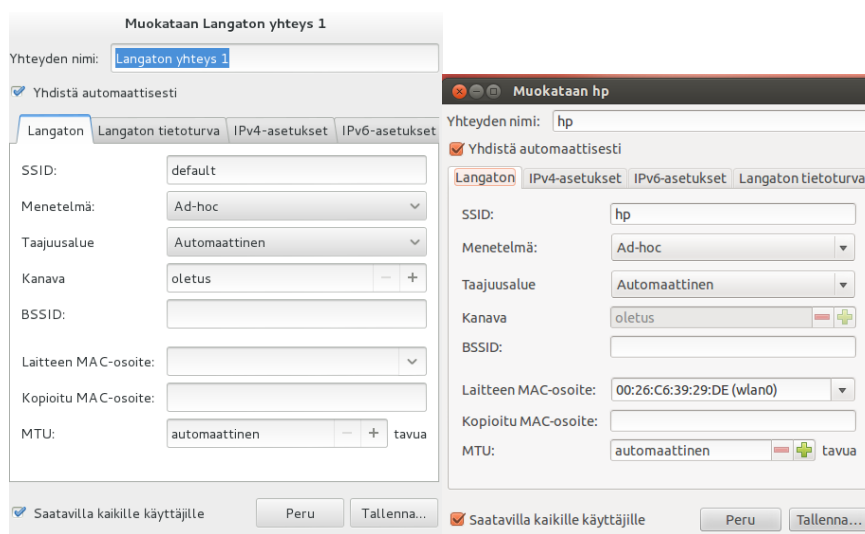 Muokataan Langaton yhteys 1
Yhteyden nimi: Langaton yhteys 1
Yhdistä automaattisesti
Langaton Langaton tietoturva IPv4-asetukset IPv6-asetukset
SSID: default
Menetelmä: Ad-hoc
Taajuusalue Automaattinen
Kanava oletus − +
BSSID:
Laitteen MAC-osoite:
Kopioitu MAC-osoite:
MTU: automaattinen − + tavua
Saatavilla kaikille käyttäjille Peru Tallenna...
Muokataan hp
Yhteyden nimi: hp
Yhdistä automaattisesti
Langaton IPv4-asetukset IPv6-asetukset Langaton tietoturva
SSID: hp
Menetelmä: Ad-hoc
Taajuusalue Automaattinen
Kanava oletus
BSSID:
Laitteen MAC-osoite: 00:26:C6:39:29:DE (wlan0)
Kopioitu MAC-osoite:
MTU: automaattinen tavua
Saatavilla kaikille käyttäjille Peru Tallenna...